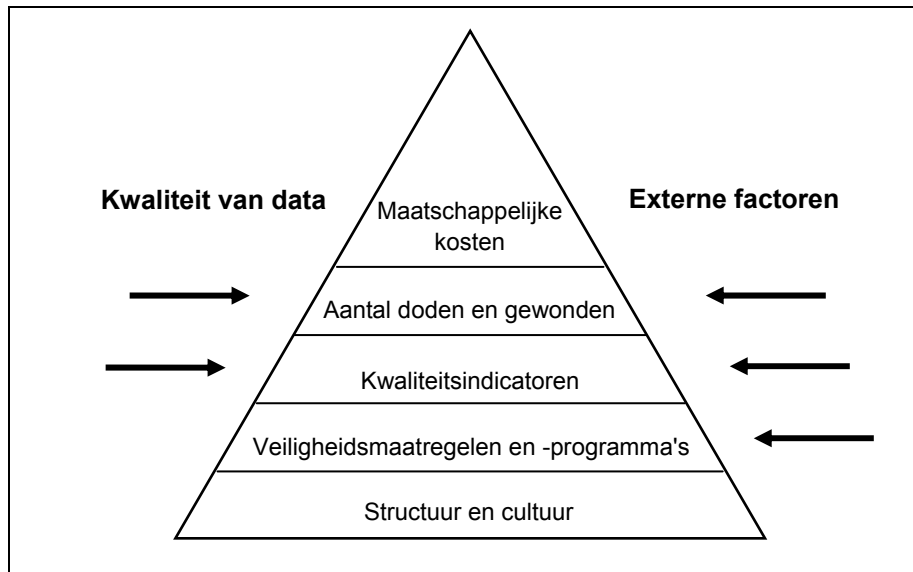 Kwaliteit van data
Externe factoren
Maatschappelijke
kosten
Aantal doden en gewonden
Kwaliteitsindicatoren
Veiligheidsmaatregelen en -programma's
Structuur en cultuur